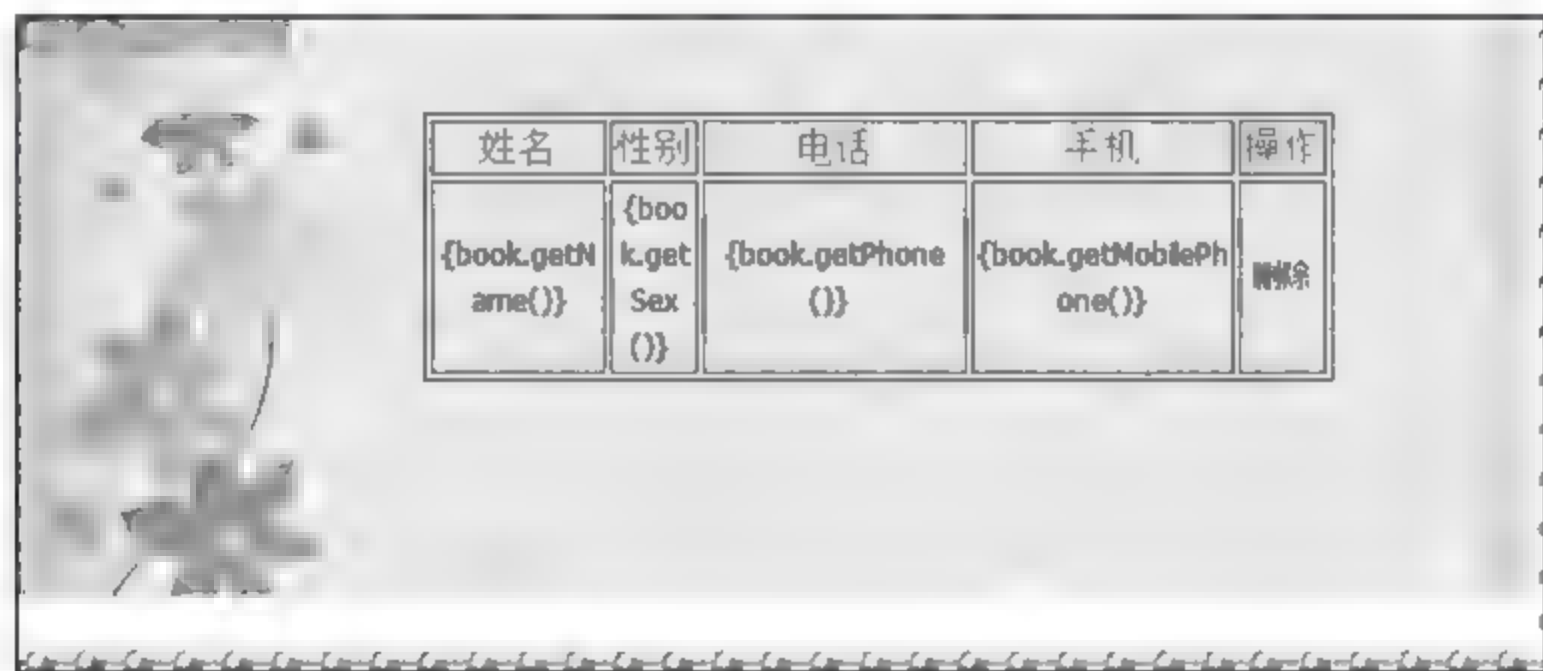 姓名 性别 电话 手机 操作
{book.getN
ame()}
{boo
k.get
Sex
()}
{book.getPhone
()}
{book.getMobilePh
one()}
删除